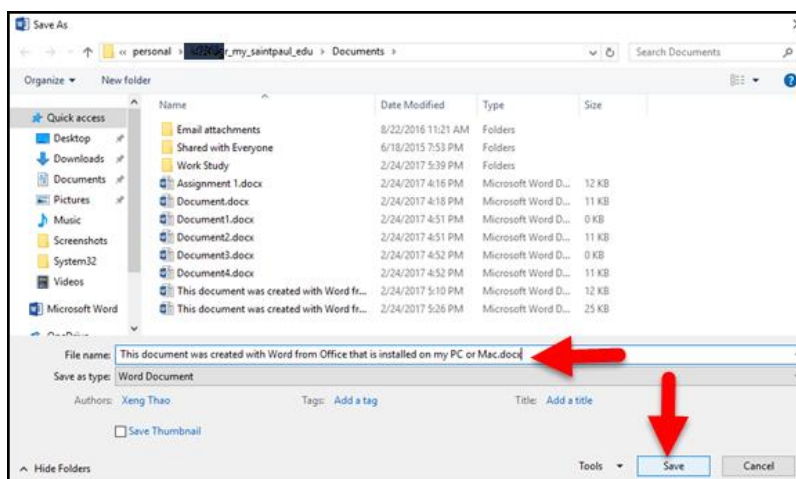 Save As
« personal › r_my_saintpaul_edu › Documents › Search Documents
Organize New folder
Name Date Modified Type Size
Quick access
Desktop
Downloads
Documents
Pictures
Music
Screenshots
System32
Videos
Microsoft Word
OneDrive
Email attachments 8/22/2016 11:21 AM Folders
Shared with Everyone 6/18/2015 7:53 PM Folders
Work Study 2/24/2017 5:39 PM Folders
Assignment 1.docx 2/24/2017 4:16 PM Microsoft Word D... 12 KB
Document.docx 2/24/2017 4:18 PM Microsoft Word D... 11 KB
Document1.docx 2/24/2017 4:51 PM Microsoft Word D... 0 KB
Document2.docx 2/24/2017 4:51 PM Microsoft Word D... 11 KB
Document3.docx 2/24/2017 4:52 PM Microsoft Word D... 0 KB
Document4.docx 2/24/2017 4:52 PM Microsoft Word D... 11 KB
This document was created with Word fr... 2/24/2017 5:10 PM Microsoft Word D... 12 KB
This document was created with Word fr... 2/24/2017 5:26 PM Microsoft Word D... 25 KB
File name: This document was created with Word from Office that is installed on my PC or Mac.docx
Save as type: Word Document
Authors: Xeng Thao Tags: Add a tag Title: Add a title
Save Thumbnail
Hide Folders Tools Save Cancel